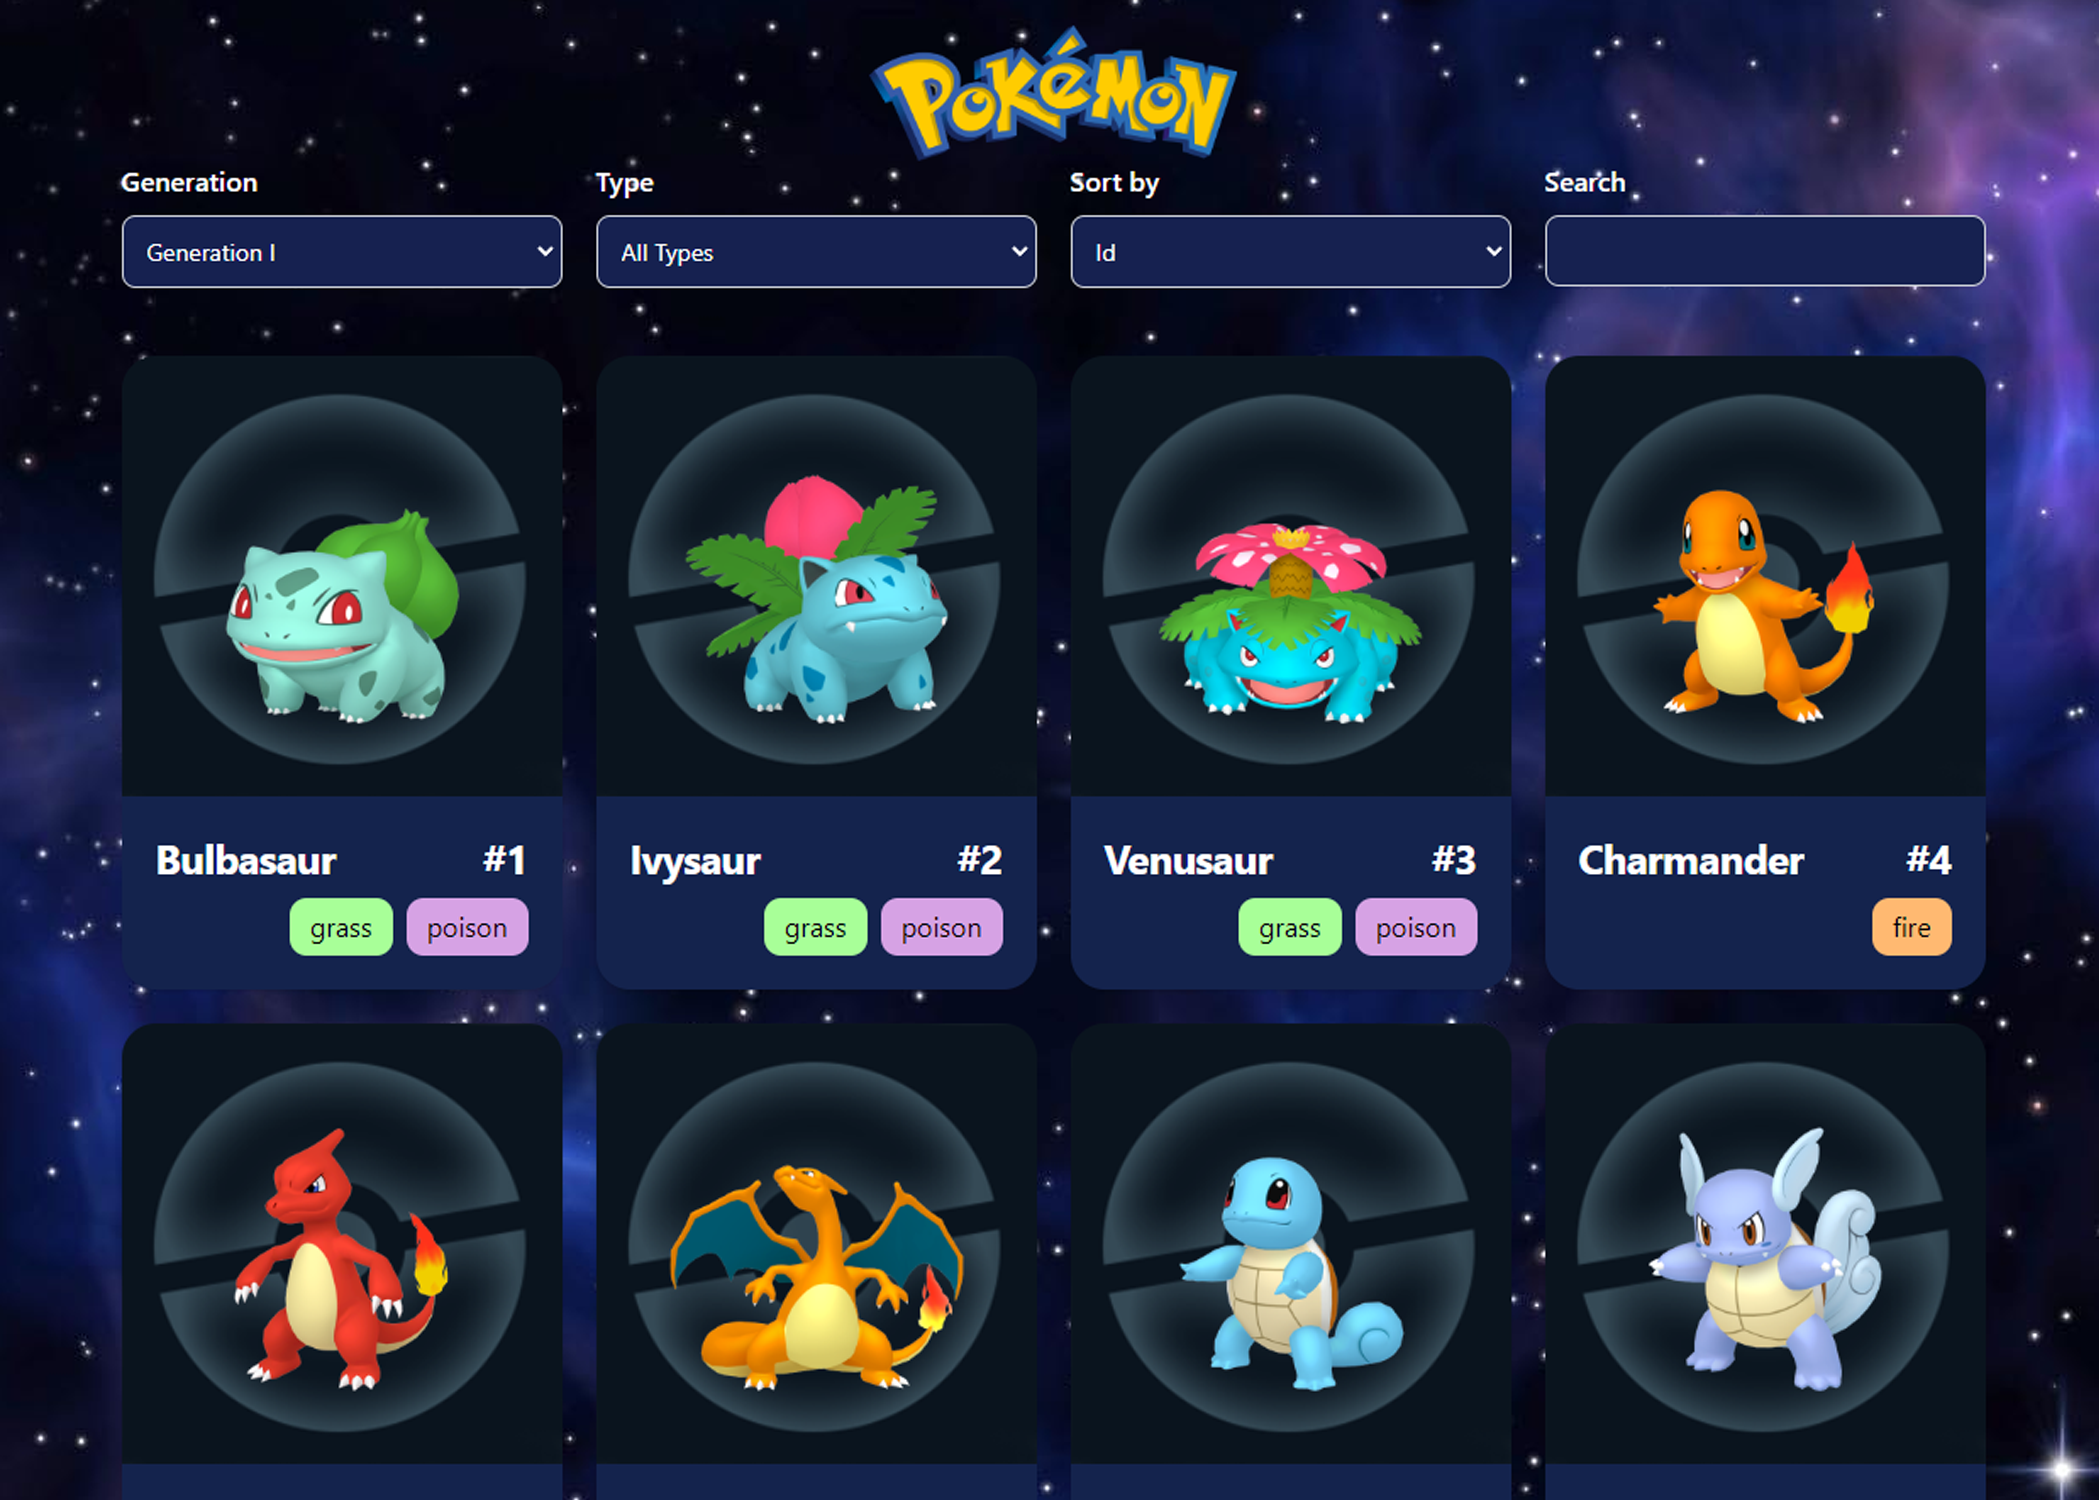 Pokémon
Generation Type Sort by Search
Generation I All Types Id
Bulbasaur #1 Ivysaur #2 Venusaur #3 Charmander #4
grass poison grass poison grass poison fire